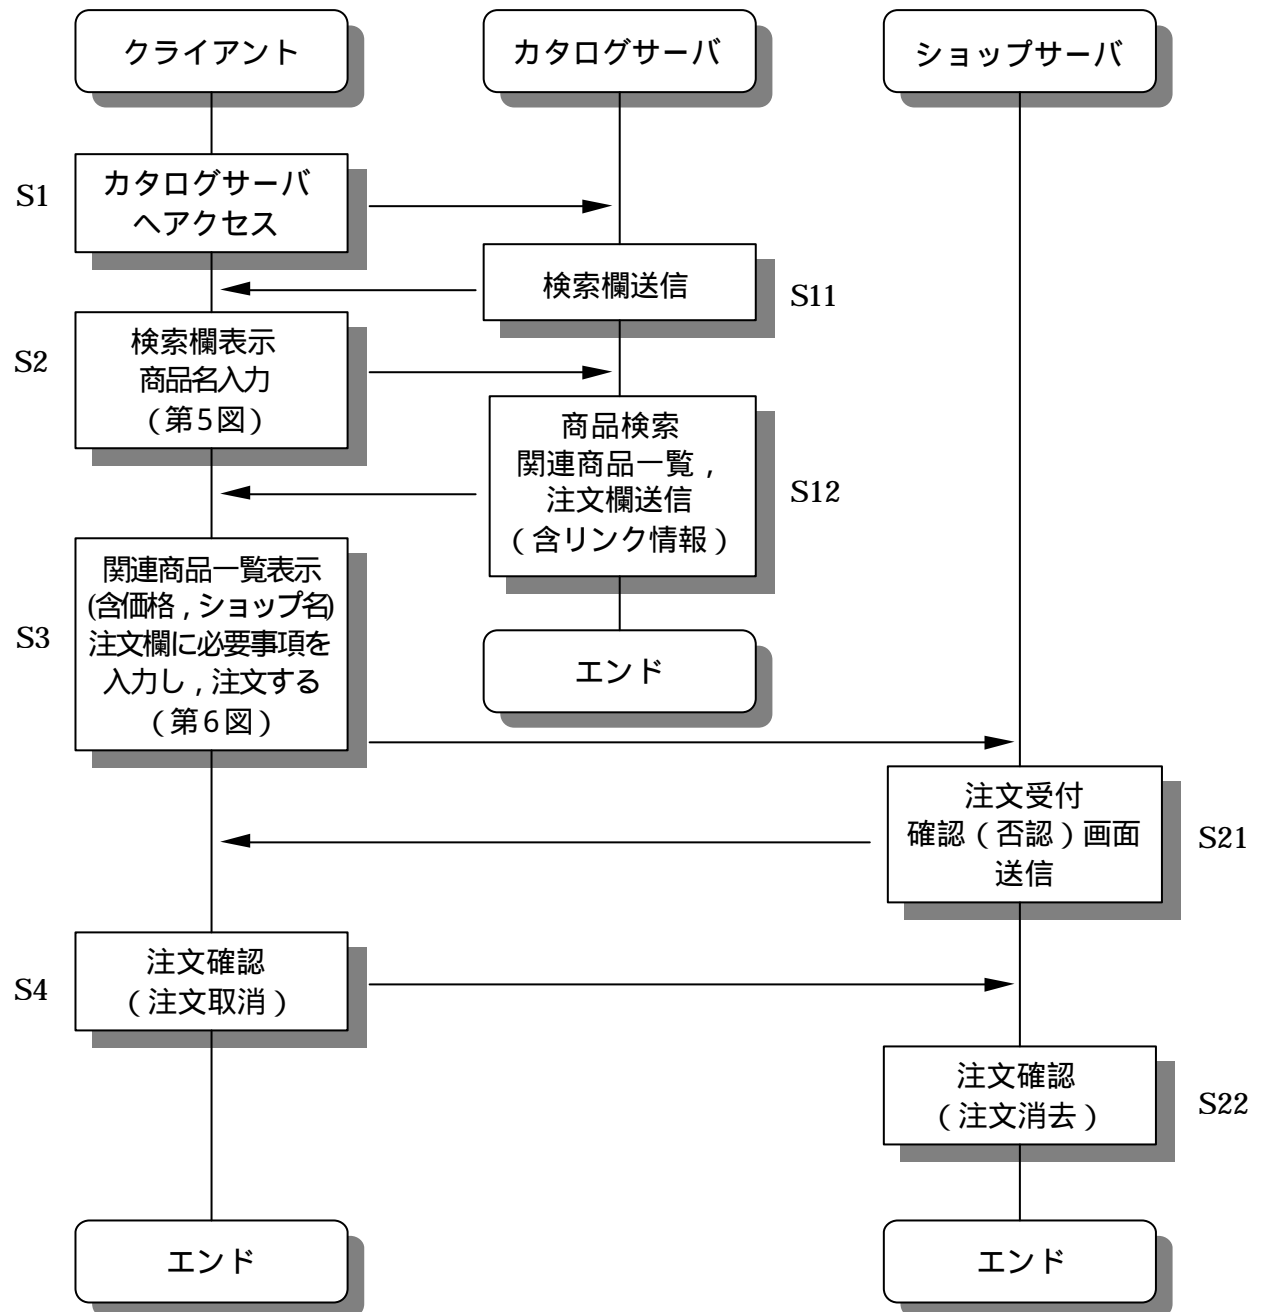 クライアント
カタログサーバ
ショップサーバ
S1
カタログサーバ
へアクセス
検索欄送信
S11
S2
検索欄表示
商品名入力
（第5図）
商品検索
関連商品一覧，
注文欄送信
（含リンク情報）
S12
S3
関連商品一覧表示
(含価格，ショップ名)
注文欄に必要事項を
入力し，注文する
（第6図）
エンド
注文受付
確認（否認）画面
送信
S21
S4
注文確認
（注文取消）
注文確認
（注文消去）
S22
エンド
エンド